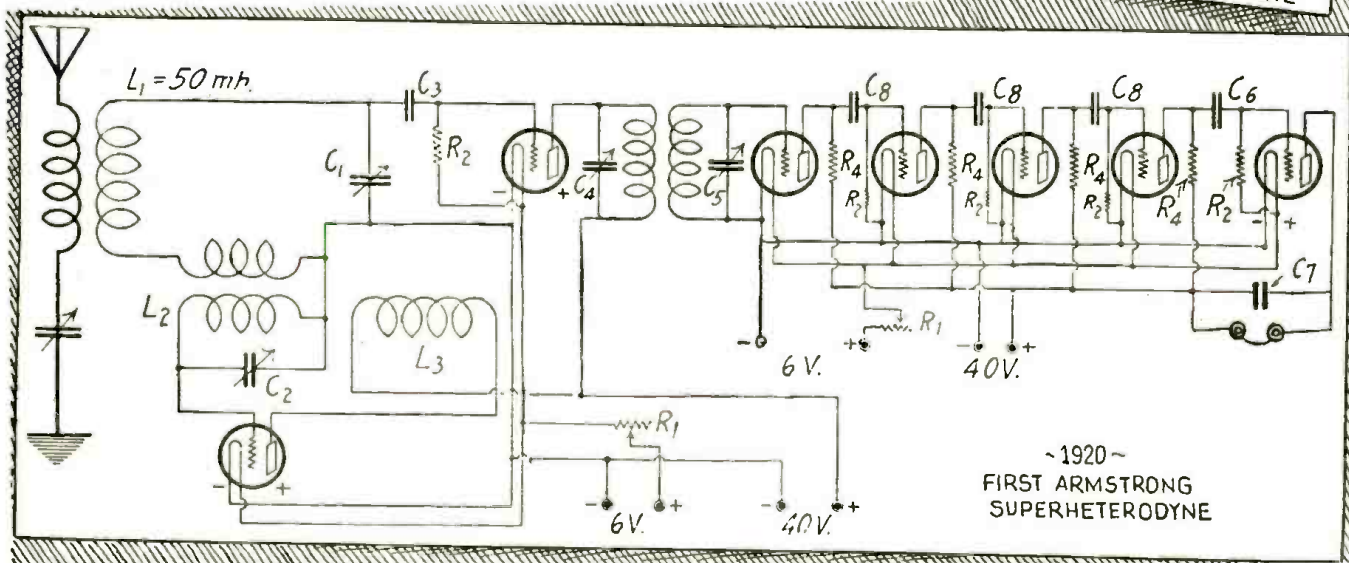 L₁ = 50 mh.
C₃
C₈
C₈
C₈
C₆
C₁
R₂
+
-
C₄
C₅
R₄
R₂
R₄
R₂
R₄
R₂
R₄
R₂
- +
C₇
L₂
C₂
L₃
R₁
- 6V. +
- 40V. +
R₁
- +
- 6V. +
- 40V. +
~1920~
FIRST ARMSTRONG
SUPERHETERODYNE